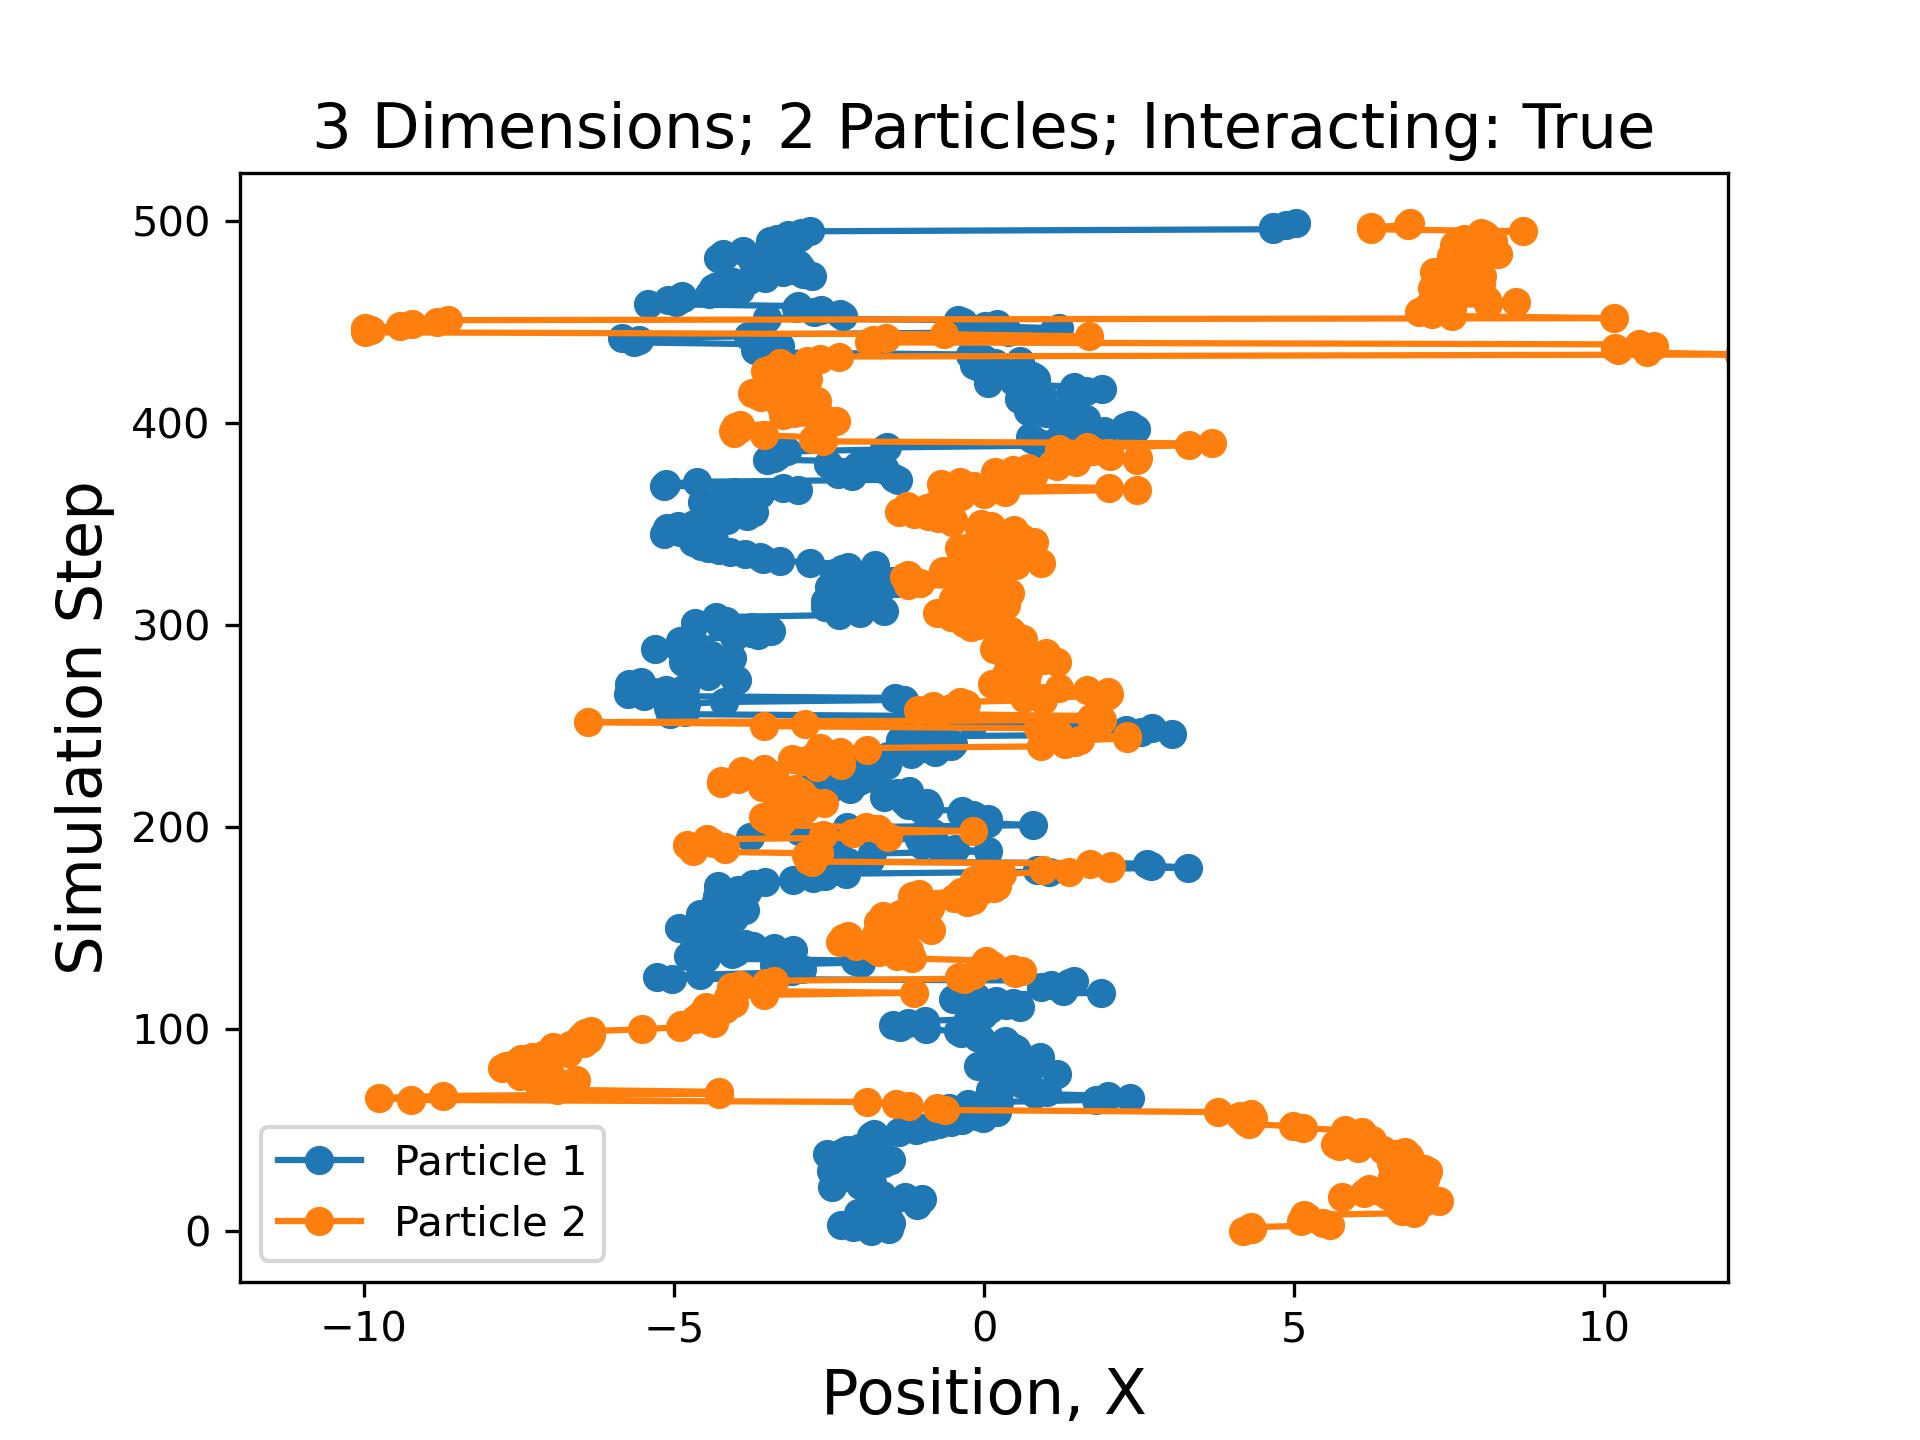 3 Dimensions; 2 Particles; Interacting: True
500
400
300
200
100
0
Simulation Step
Particle 1
Particle 2
−10
−5
0
5
10
Position, X